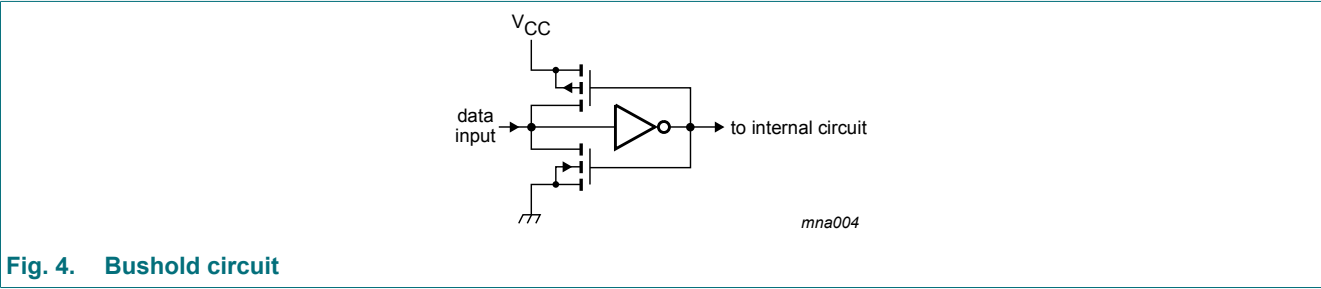 VCC
data
input
to internal circuit
mna004
Fig. 4. Bushold circuit